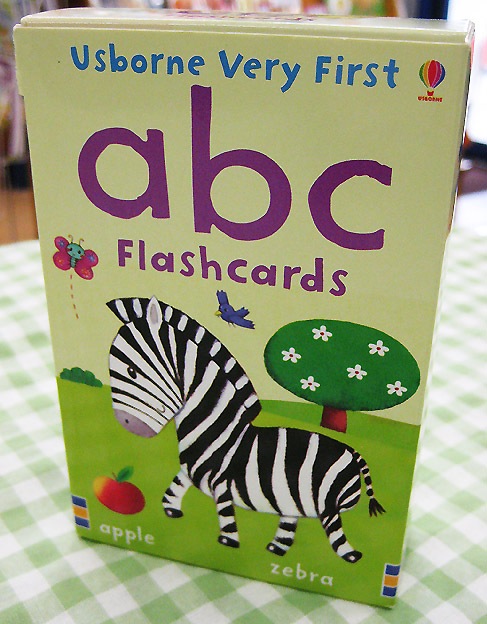 Usborne Very First
USBORNE
abc
Flashcards
apple
zebra